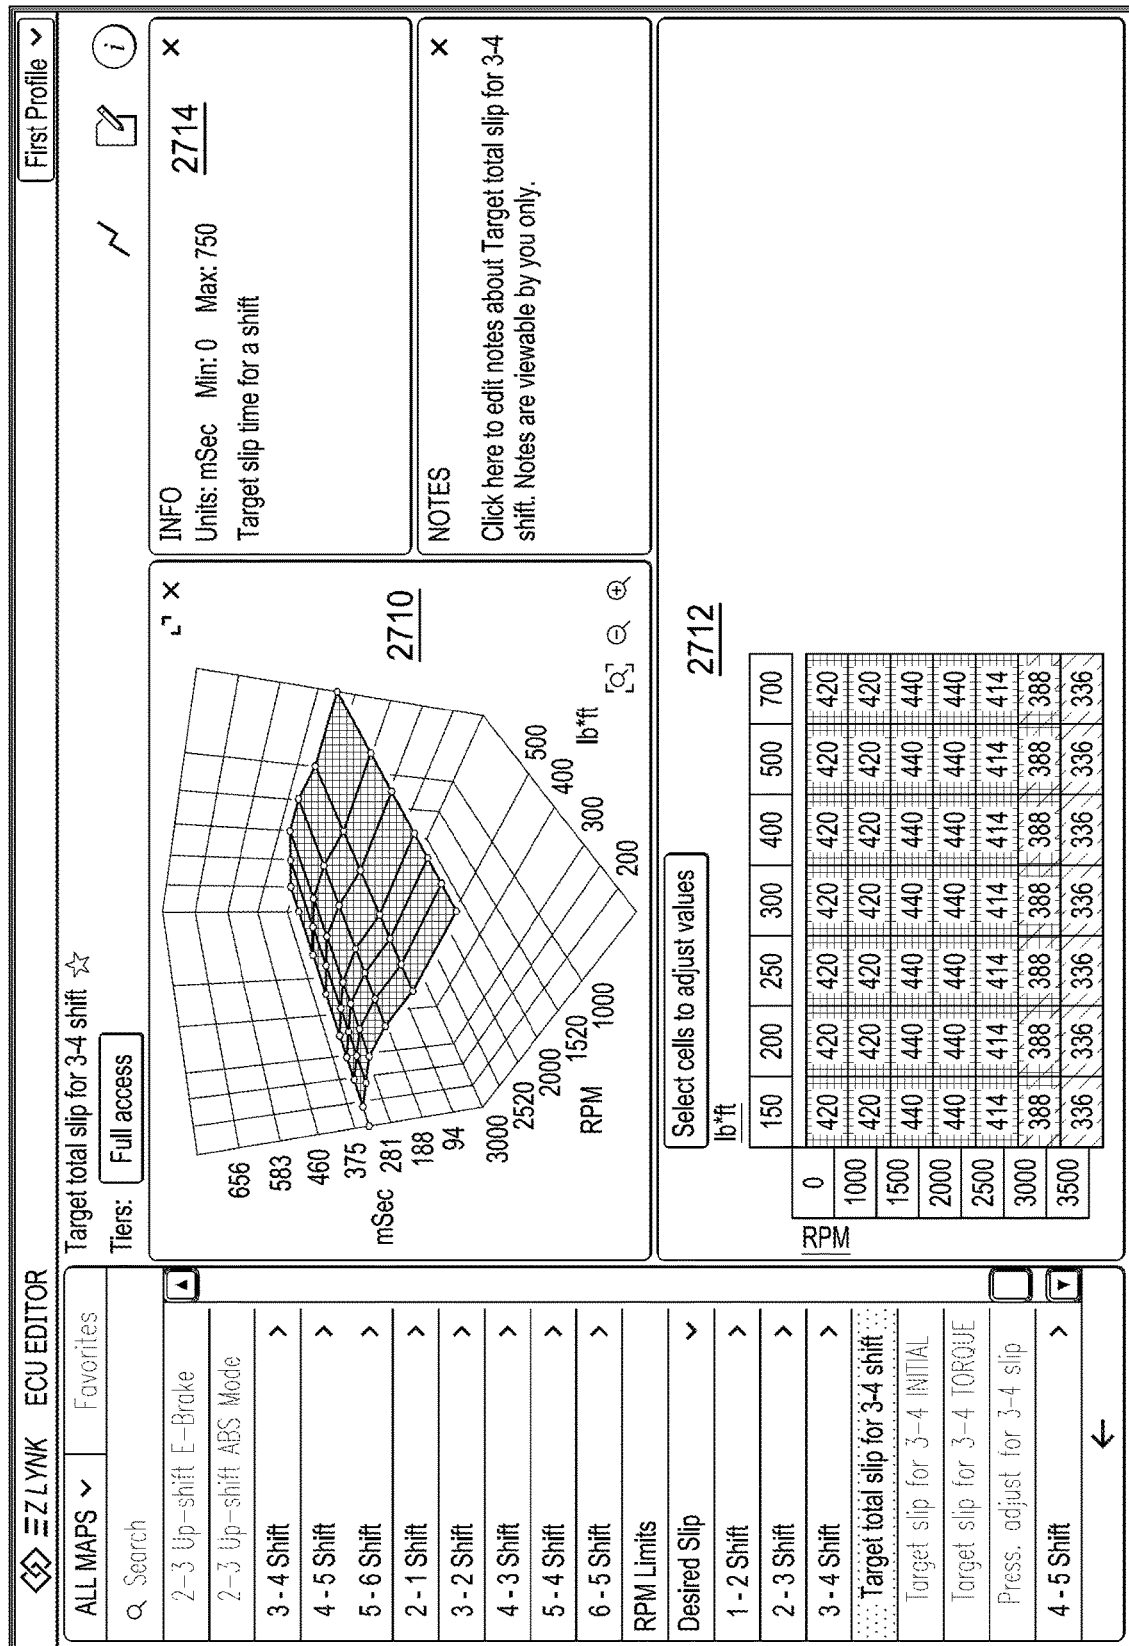 EZ LYNK ECU EDITOR
First Profile
ALL MAPS
Favorites
Search
2-3 Up-shift E-Brake
2-3 Up-shift ABS Mode
3 - 4 Shift
4 - 5 Shift
5 - 6 Shift
2 - 1 Shift
3 - 2 Shift
4 - 3 Shift
5 - 4 Shift
6 - 5 Shift
RPM Limits
Desired Slip
1 - 2 Shift
2 - 3 Shift
3 - 4 Shift
Target total slip for 3-4 shift
Target slip for 3-4 INITIAL
Target slip for 3-4 TORQUE
Press. adjust for 3-4 slip
4 - 5 Shift
Target total slip for 3-4 shift
Tiers: Full access
656
583
460
375
mSec 281
188
94
3000
2520
2000
1520
1000
RPM
200
300
400
500
lb*ft
2710
INFO
2714
Units: mSec Min: 0 Max: 750
Target slip time for a shift
NOTES
Click here to edit notes about Target total slip for 3-4
shift. Notes are viewable by you only.
Select cells to adjust values
2712
lb*ft
150 200 250 300 400 500 700
RPM
0 420 420 420 420 420 420 420
1000 420 420 420 420 420 420 420
1500 440 440 440 440 440 440 440
2000 440 440 440 440 440 440 440
2500 414 414 414 414 414 414 414
3000 388 388 388 388 388 388 388
3500 336 336 336 336 336 336 336